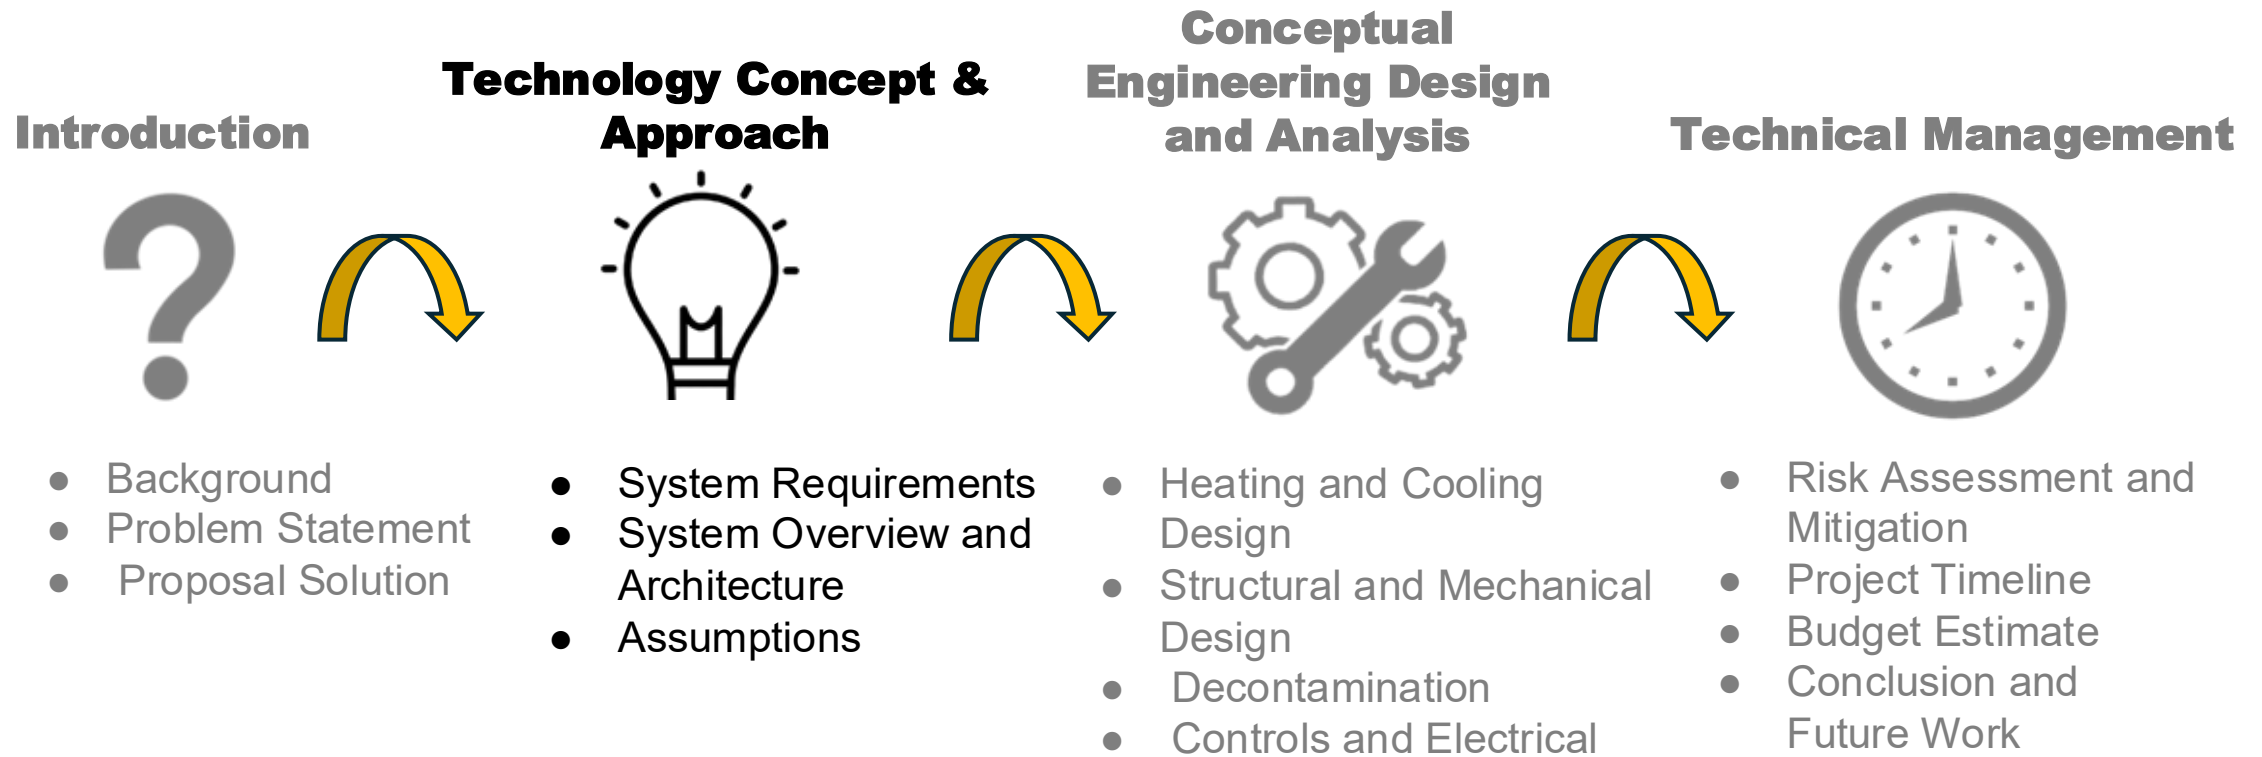 Introduction
● Background
● Problem Statement
● Proposal Solution
Technology Concept &
Approach
● System Requirements
● System Overview and
Architecture
● Assumptions
Conceptual
Engineering Design
and Analysis
● Heating and Cooling
Design
● Structural and Mechanical
Design
● Decontamination
● Controls and Electrical
Technical Management
● Risk Assessment and
Mitigation
● Project Timeline
● Budget Estimate
● Conclusion and
Future Work